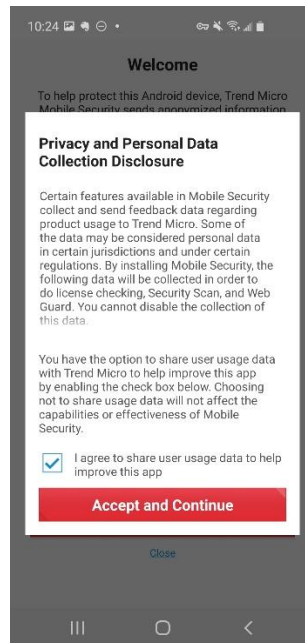 10:24
Welcome
To help protect this Android device, Trend Micro
Mobile Security sends anonymized information
Privacy and Personal Data
Collection Disclosure
Certain features available in Mobile Security
collect and send feedback data regarding
product usage to Trend Micro. Some of
the data may be considered personal data
in certain jurisdictions and under certain
regulations. By installing Mobile Security, the
following data will be collected in order to
do license checking, Security Scan, and Web
Guard. You cannot disable the collection of
this data.
You have the option to share user usage data
with Trend Micro to help improve this app
by enabling the check box below. Choosing
not to share usage data will not affect the
capabilities or effectiveness of Mobile
Security.
I agree to share user usage data to help
improve this app
Accept and Continue
Close